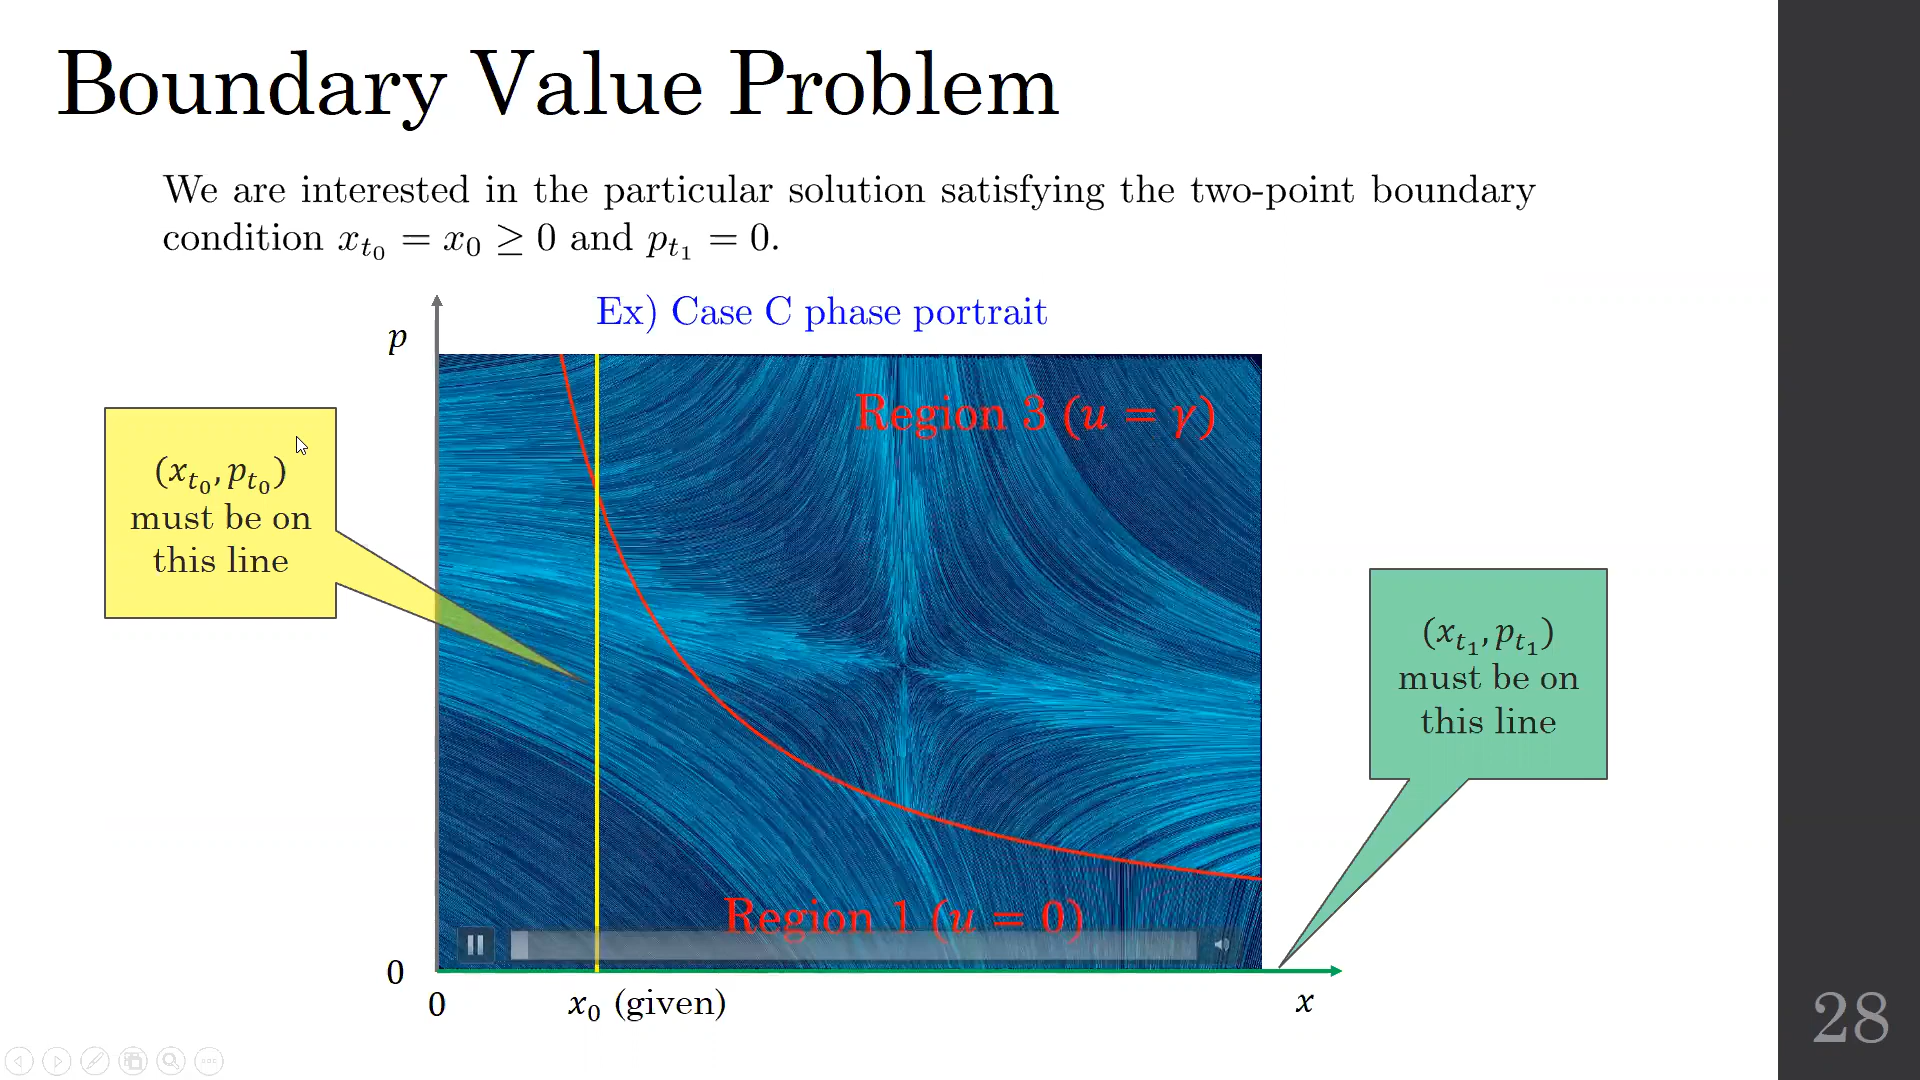 Boundary Value Problem
We are interested in the particular solution satisfying the two-point boundary
condition x_{t_0} = x_0 ≥ 0 and p_{t_1} = 0.
Ex) Case C phase portrait
p
Region 3 (u = γ)
(x_{t_0}, p_{t_0})
must be on
this line
(x_{t_1}, p_{t_1})
must be on
this line
Region 1 (u = 0)
0
0
x_0 (given)
x
28